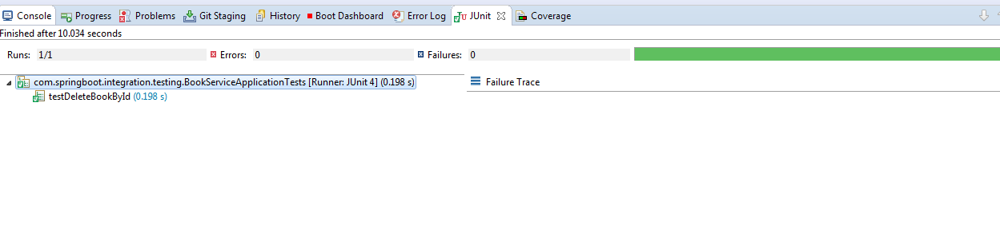 Console Progress Problems Git Staging History Boot Dashboard Error Log JUnit Coverage
Finished after 10.034 seconds
Runs: 1/1 Errors: 0 Failures: 0
com.springboot.integration.testing.BookServiceApplicationTests [Runner: JUnit 4] (0.198 s) Failure Trace
testDeleteBookById (0.198 s)